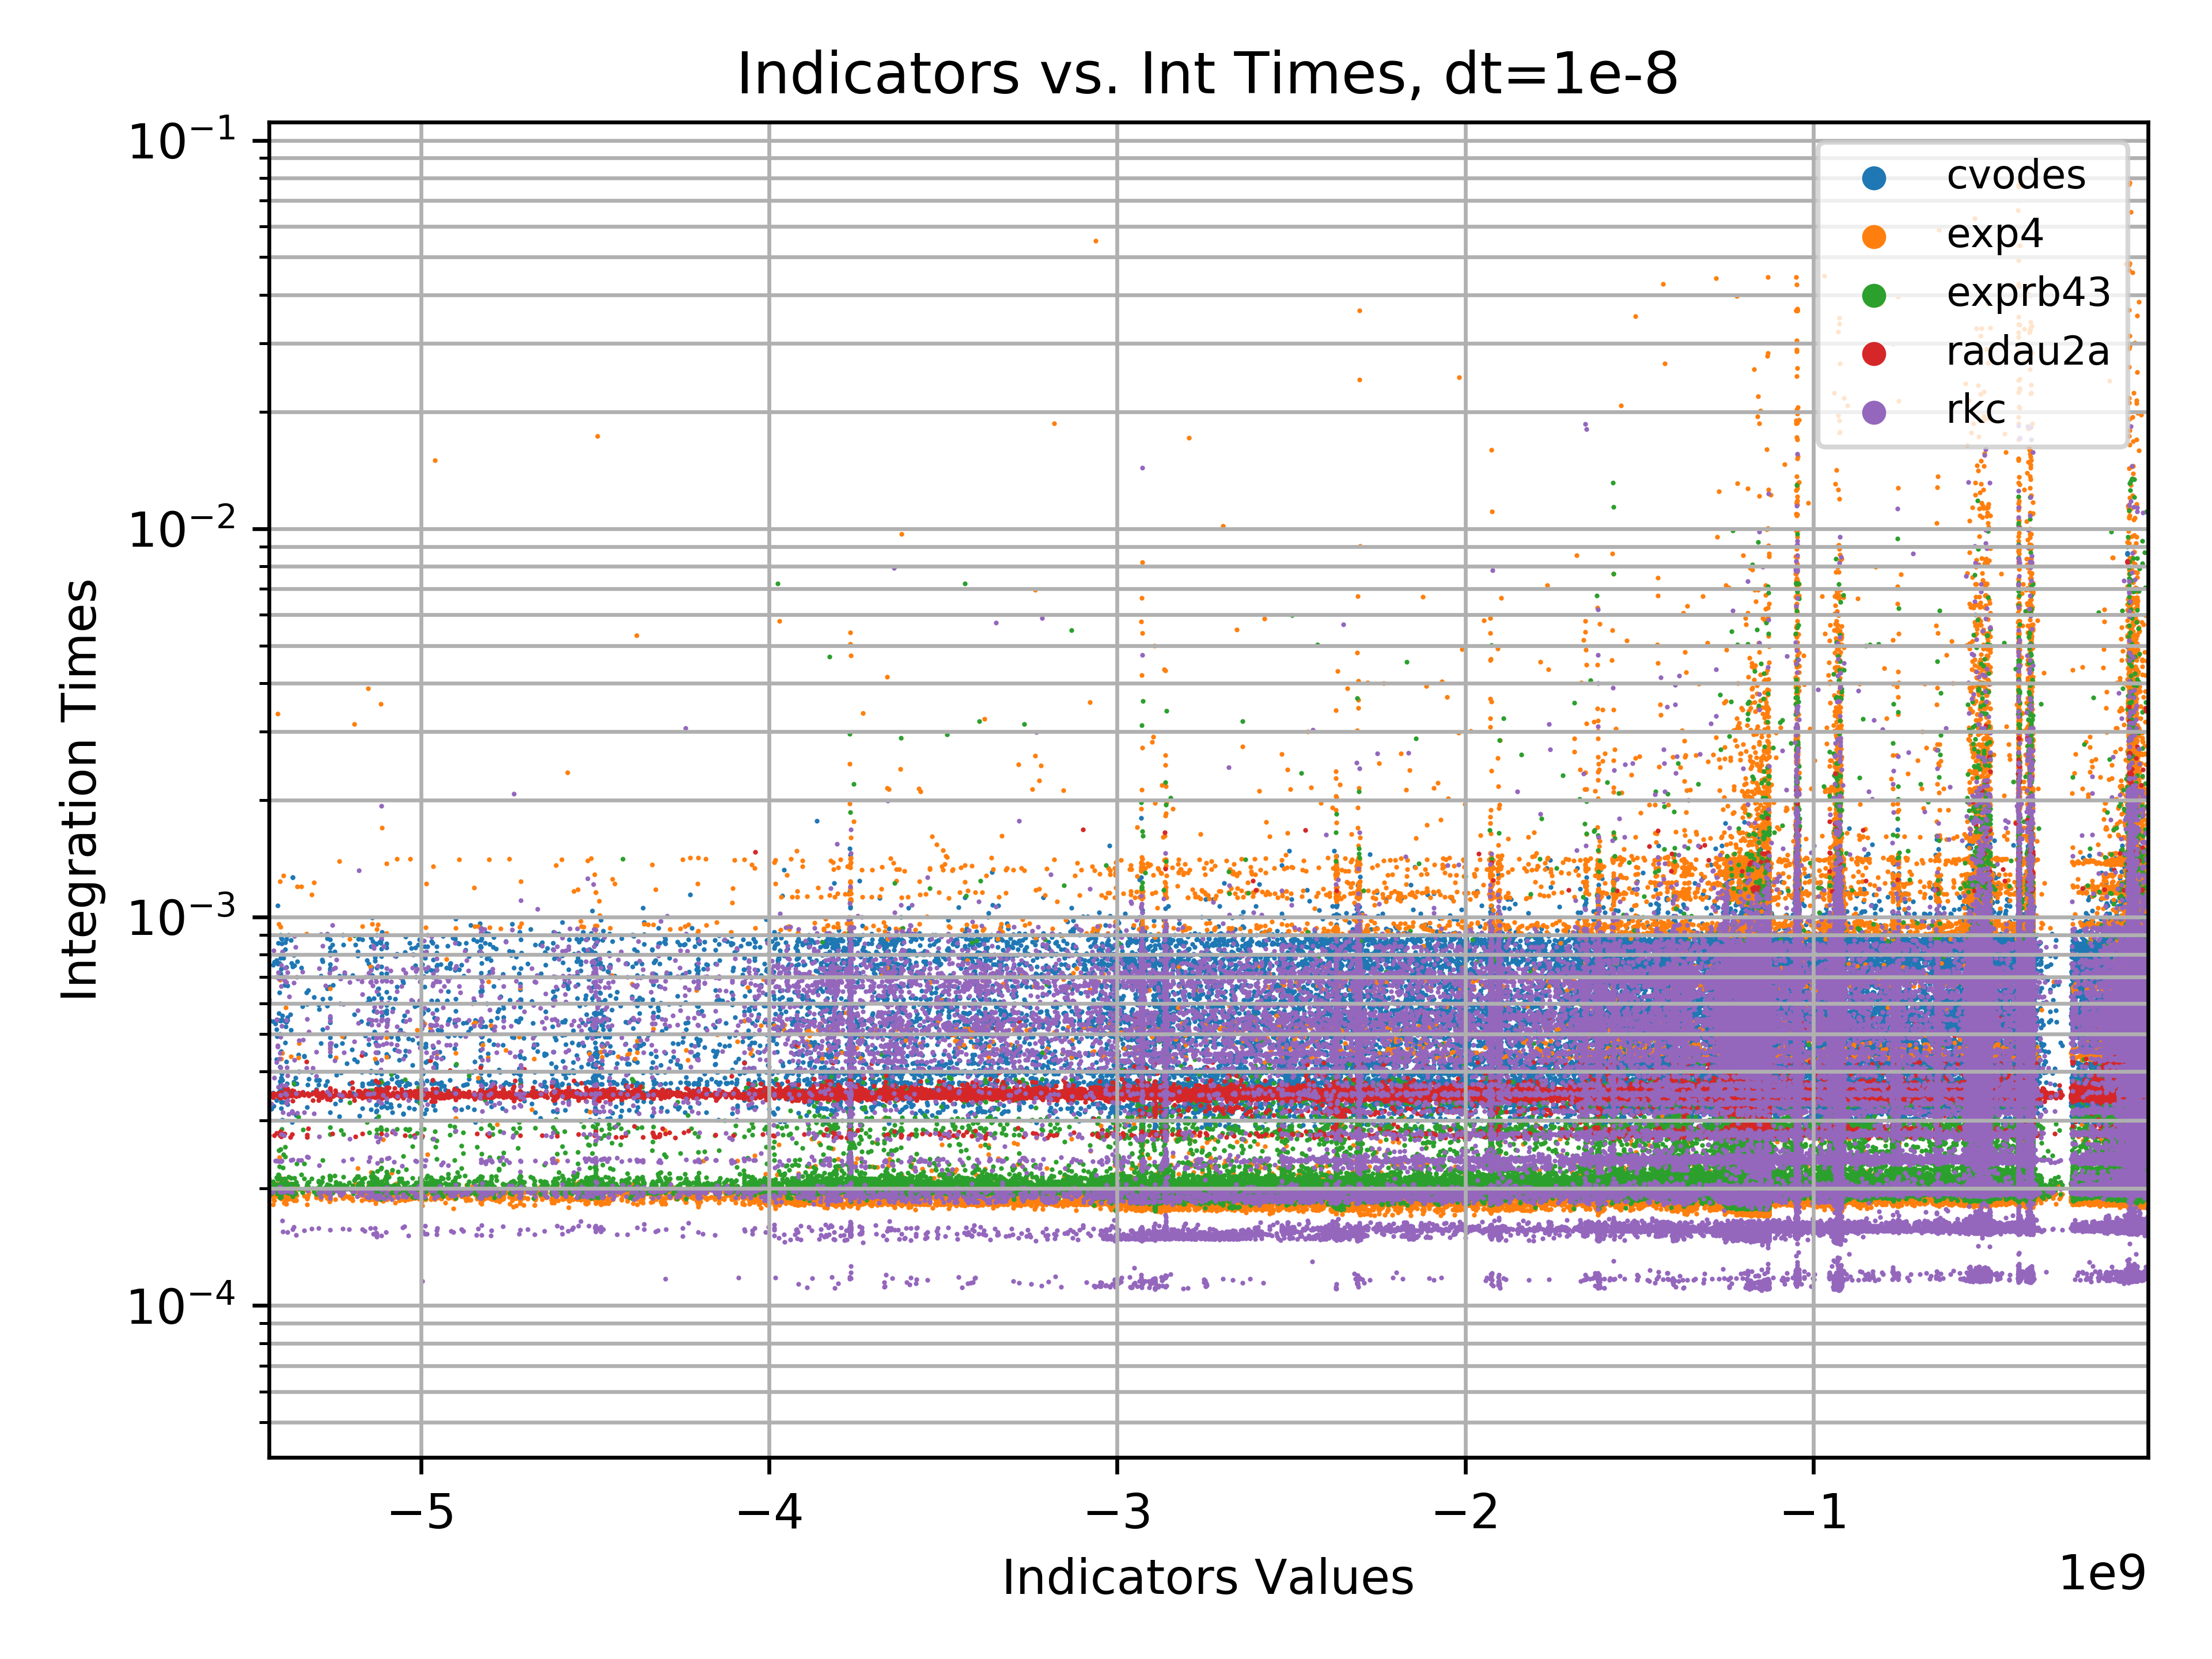 Indicators vs. Int Times, dt=1e-8
10⁻¹
10⁻²
10⁻³
10⁻⁴
Integration Times
cvodes
exp4
exprb43
radau2a
rkc
−5 −4 −3 −2 −1
1e9
Indicators Values